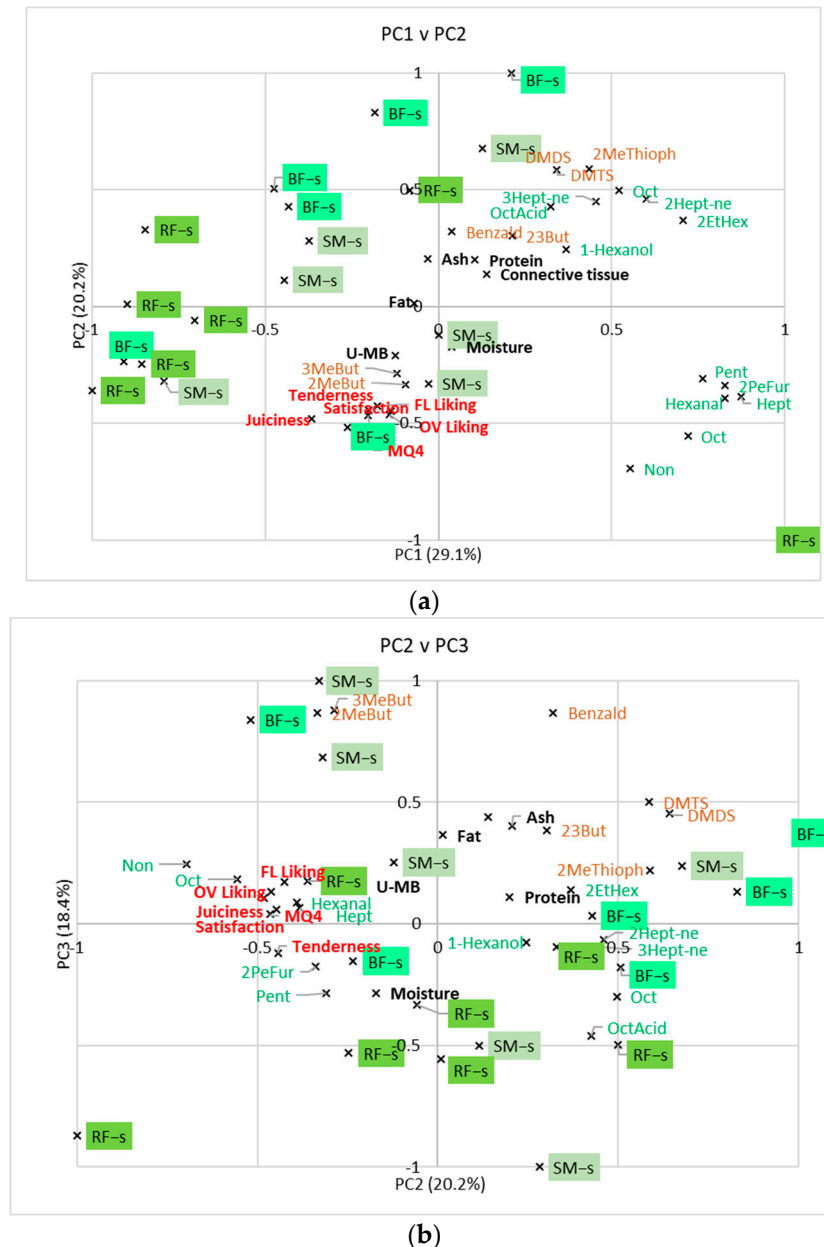 PC1 v PC2
1
BF–s
BF–s
SM–s
2MeThioph
DMDS
DMTS
BF–s
0.5
RF–s
Oct
3Hept-ne
2Hept-ne
BF–s
OctAcid
2EtHex
RF–s
Benzald
23But
SM–s
1-Hexanol
Ash
Protein
SM–s
Connective tissue
PC2 (20.2%)
RF–s
Fat
0
-1
-0.5
0
0.5
1
RF–s
SM–s
BF–s
U-MB
Moisture
RF–s
3MeBut
Pent
RF–s
SM–s
2MeBut
SM–s
2PeFur
Tenderness
FL Liking
Hexanal
Hept
Juiciness
Satisfaction
OV Liking
-0.5
BF–s
Oct
MQ4
Non
-1
RF–s
PC1 (29.1%)
(a)
PC2 v PC3
1
SM–s
3MeBut
BF–s
2MeBut
Benzald
SM–s
0.5
DMTS
Ash
DMDS
Fat
23But
BF–s
Non
SM–s
SM–s
Oct
FL Liking
RF–s
U-MB
2MeThioph
OV Liking
Hexanal
Protein
2EtHex
BF–s
Juiciness
MQ4
Hept
BF–s
Satisfaction
2Hept-ne
PC3 (18.4%)
0
-1
-0.5
0
0.5
1
Tenderness
1-Hexanol
RF–s
3Hept-ne
2PeFur
BF–s
BF–s
Pent
Moisture
Oct
RF–s
OctAcid
-0.5
RF–s
RF–s
SM–s
RF–s
RF–s
-1
SM–s
PC2 (20.2%)
(b)